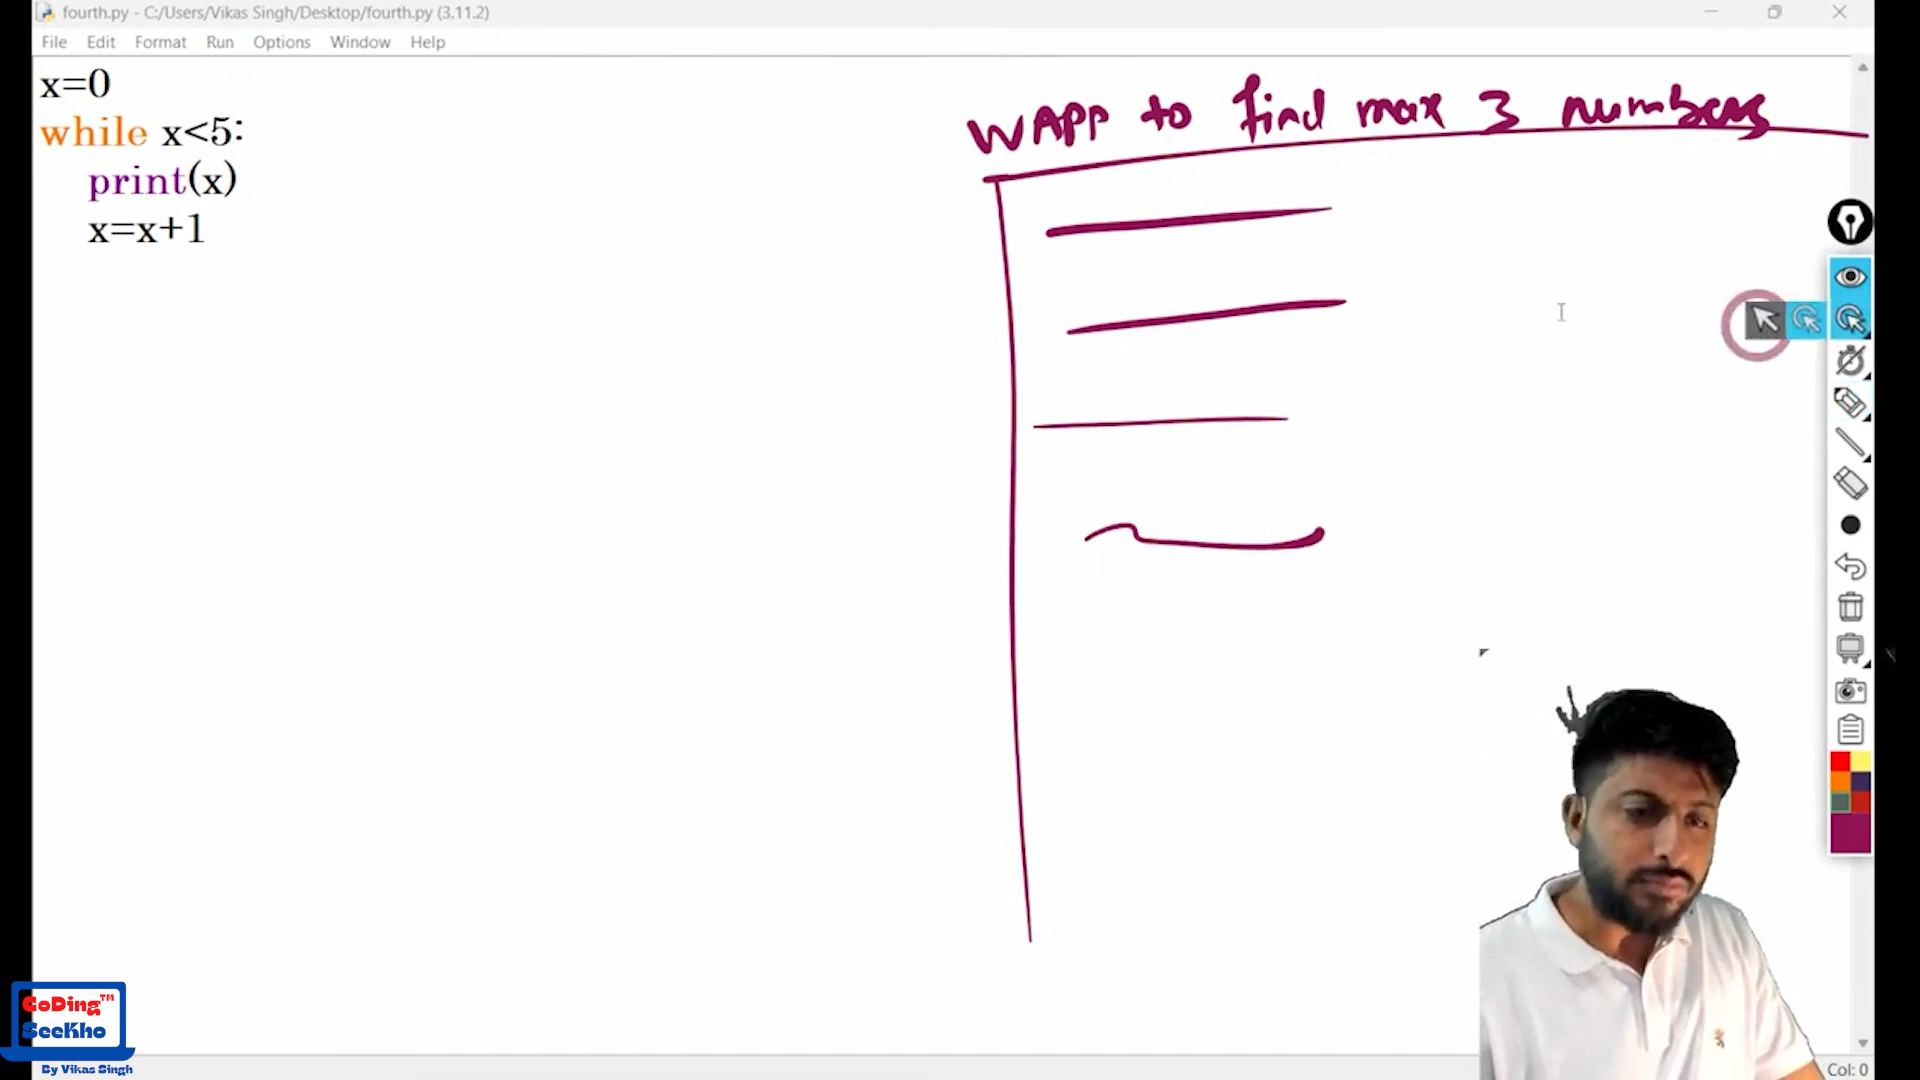 fourth.py - C:/Users/Vikas Singh/Desktop/fourth.py (3.11.2)
File Edit Format Run Options Window Help
x=0
while x<5:
print(x)
x=x+1
WAPP to find max 3 numbers
CoDing™
SeeKho
By Vikas Singh
Col: 0